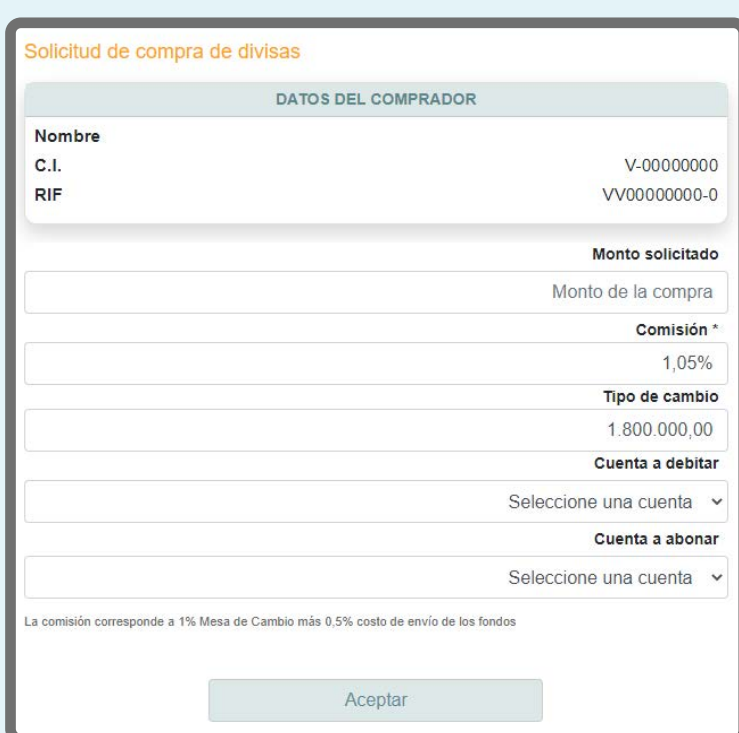 Solicitud de compra de divisas
DATOS DEL COMPRADOR
Nombre
C.I. V-00000000
RIF VV00000000-0
Monto solicitado
Monto de la compra
Comisión *
1,05%
Tipo de cambio
1.800.000,00
Cuenta a debitar
Seleccione una cuenta
Cuenta a abonar
Seleccione una cuenta
La comisión corresponde a 1% Mesa de Cambio más 0,5% costo de envío de los fondos
Aceptar